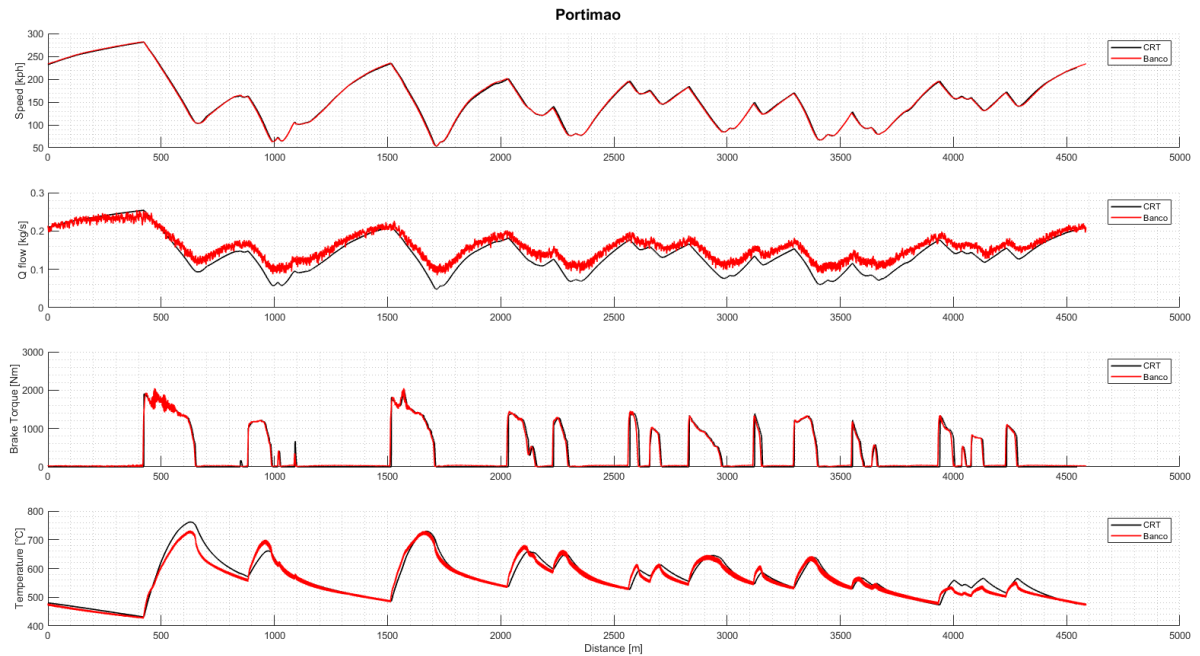 Portimao
Speed [kph]
300
250
200
150
100
50
0 500 1000 1500 2000 2500 3000 3500 4000 4500 5000
CRT
Banco
Q flow [kg/s]
0.3
0.2
0.1
0
0 500 1000 1500 2000 2500 3000 3500 4000 4500 5000
CRT
Banco
Brake Torque [Nm]
3000
2000
1000
0
0 500 1000 1500 2000 2500 3000 3500 4000 4500 5000
CRT
Banco
Temperature [°C]
800
700
600
500
400
0 500 1000 1500 2000 2500 3000 3500 4000 4500 5000
CRT
Banco
Distance [m]